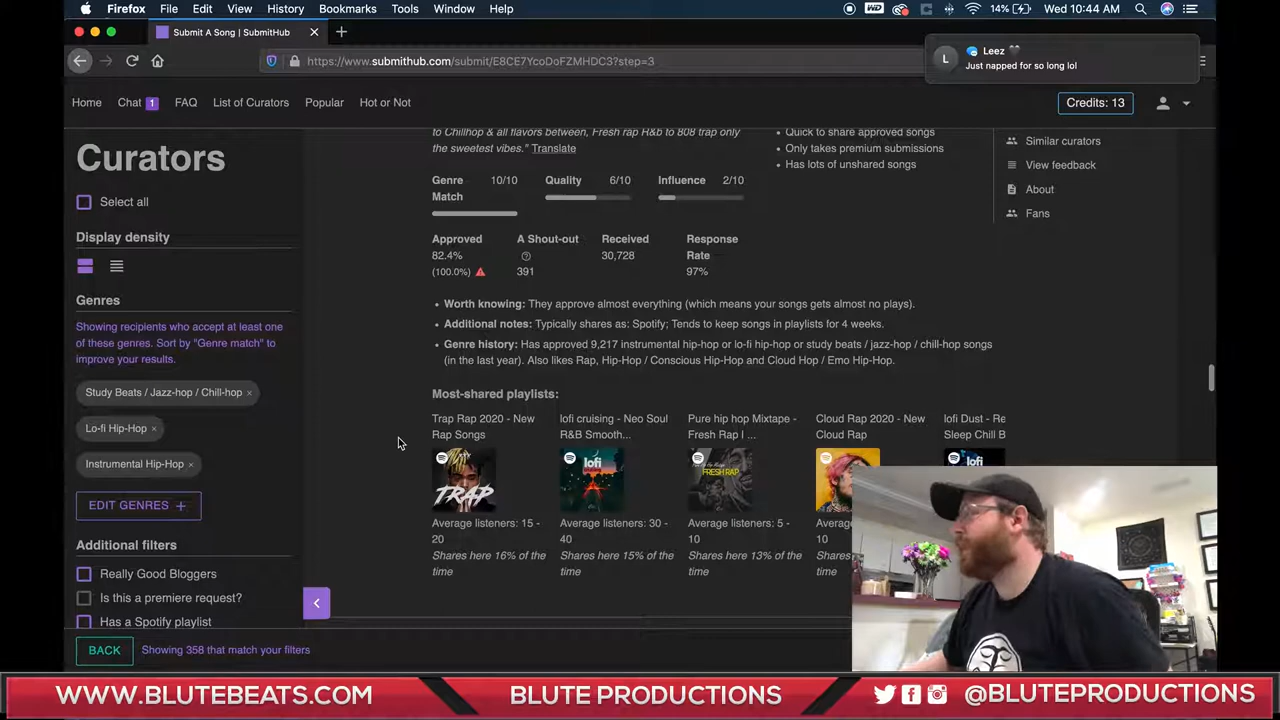 Firefox File Edit View History Bookmarks Tools Window Help
WD 14% Wed 10:44 AM
Submit A Song | SubmitHub
https://www.submithub.com/submit/E8CE7YcoDoFZMHDC3?step=3
L
Leez
Just napped for so long lol
Home Chat 1 FAQ List of Curators Popular Hot or Not
Credits: 13
Curators
Select all
Display density
Genres
Showing recipients who accept at least one
of these genres. Sort by "Genre match" to
improve your results.
Study Beats / Jazz-hop / Chill-hop ×
Lo-fi Hip-Hop ×
Instrumental Hip-Hop ×
EDIT GENRES +
Additional filters
Really Good Bloggers
Is this a premiere request?
Has a Spotify playlist
BACK
Showing 358 that match your filters
to Chillhop & all flavors between, Fresh rap R&B to 808 trap only
the sweetest vibes." Translate
Quick to share approved songs
Only takes premium submissions
Has lots of unshared songs
Similar curators
View feedback
About
Fans
Genre Match 10/10
Quality 6/10
Influence 2/10
Approved
82.4%
(100.0%)
A Shout-out
391
Received
30,728
Response Rate
97%
• Worth knowing: They approve almost everything (which means your songs gets almost no plays).
• Additional notes: Typically shares as: Spotify; Tends to keep songs in playlists for 4 weeks.
• Genre history: Has approved 9,217 instrumental hip-hop or lo-fi hip-hop or study beats / jazz-hop / chill-hop songs
(in the last year). Also likes Rap, Hip-Hop / Conscious Hip-Hop and Cloud Hop / Emo Hip-Hop.
Most-shared playlists:
Trap Rap 2020 - New
Rap Songs
TRAP
Average listeners: 15 -
20
Shares here 16% of the
time
lofi cruising - Neo Soul
R&B Smooth...
lofi
Average listeners: 30 -
40
Shares here 15% of the
time
Pure hip hop Mixtape -
Fresh Rap I ...
FRESH RAP
Average listeners: 5 -
10
Shares here 13% of the
time
Cloud Rap 2020 - New
Cloud Rap
Avera
10
Shares
time
lofi Dust - Re
Sleep Chill B
lofi
WWW.BLUTEBEATS.COM
BLUTE PRODUCTIONS
@BLUTEPRODUCTIONS